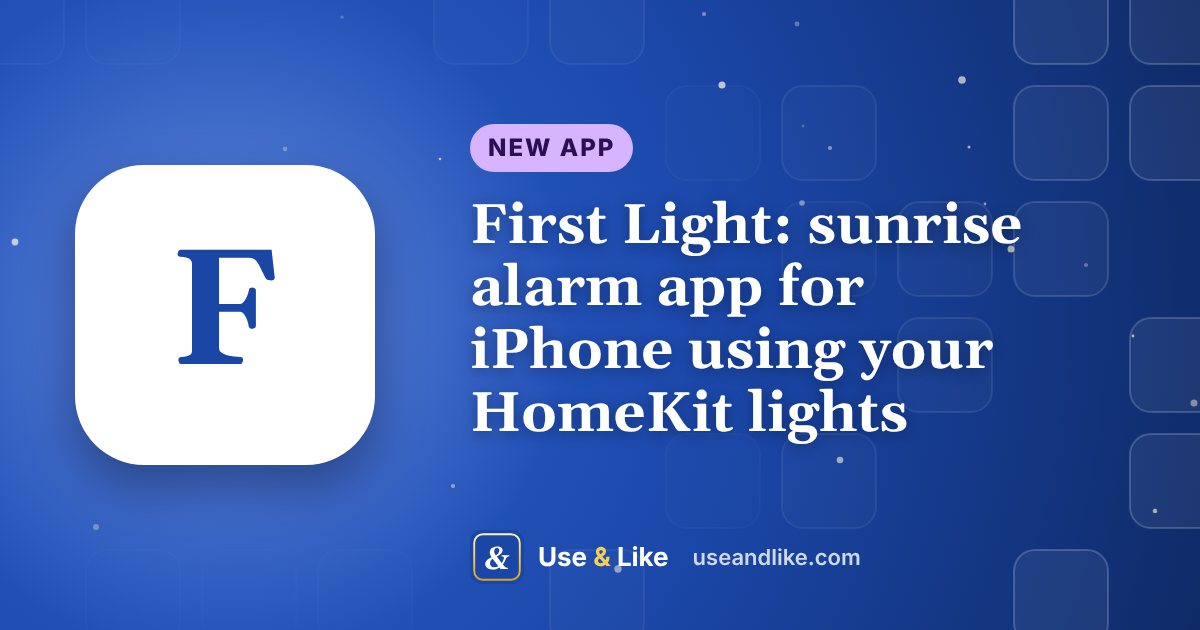 F
NEW APP
First Light: sunrise
alarm app for
iPhone using your
HomeKit lights
& Use & Like useandlike.com